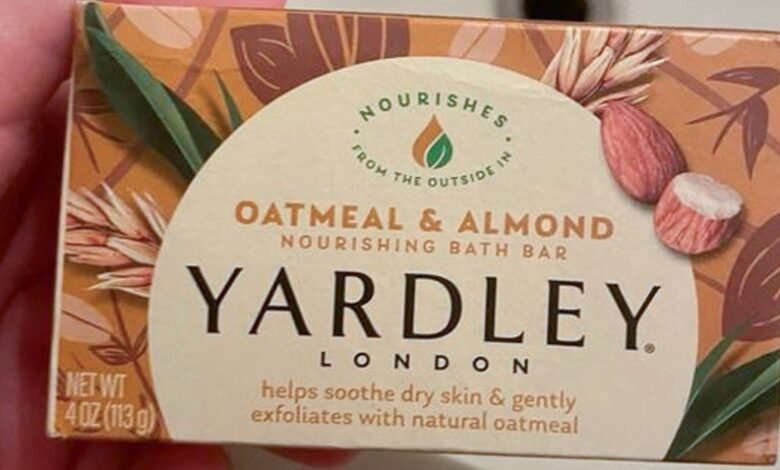 NOURISHES
FROM THE OUTSIDE IN
OATMEAL & ALMOND
NOURISHING BATH BAR
YARDLEY®
LONDON
helps soothe dry skin & gently
exfoliates with natural oatmeal
NET WT
4 OZ (113 g)